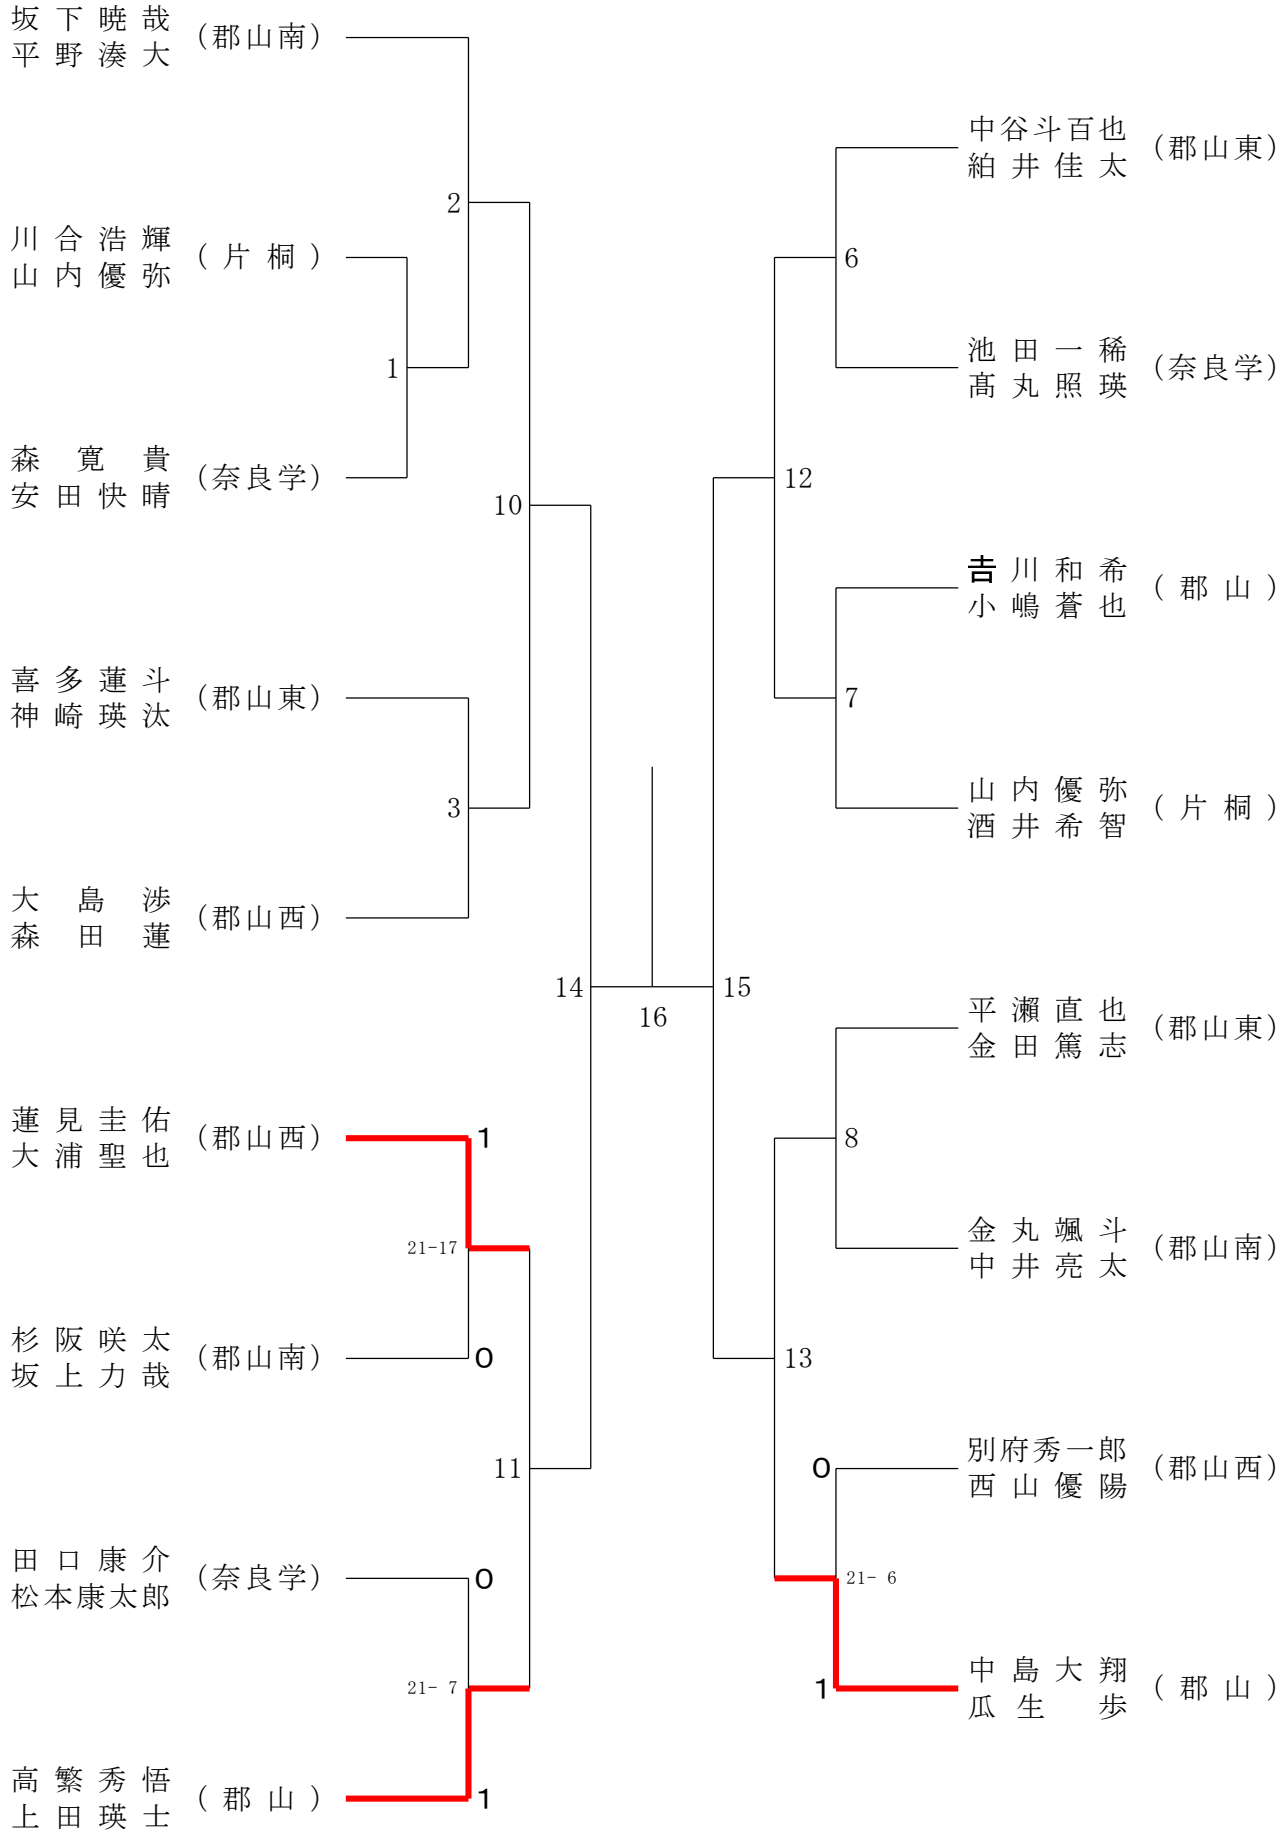 坂下暁哉
平野湊大
(郡山南)
2
川合浩輝
山内優弥
(片桐)
1
森寛貴
安田快晴
(奈良学)
10
喜多蓮斗
神崎瑛汰
(郡山東)
3
大島渉
森田蓮
(郡山西)
14
16
蓮見圭佑
大浦聖也
(郡山西)
1
21-17
杉阪咲太
坂上力哉
(郡山南)
0
11
田口康介
松本康太郎
(奈良学)
0
21- 7
高繁秀悟
上田瑛士
(郡山)
1
中谷斗百也
紿井佳太
(郡山東)
6
池田一稀
髙丸照瑛
(奈良学)
12
𠮷川和希
小嶋蒼也
(郡山)
7
山内優弥
酒井希智
(片桐)
15
平瀬直也
金田篤志
(郡山東)
8
金丸颯斗
中井亮太
(郡山南)
13
別府秀一郎
西山優陽
(郡山西)
0
21- 6
中島大翔
瓜生歩
(郡山)
1